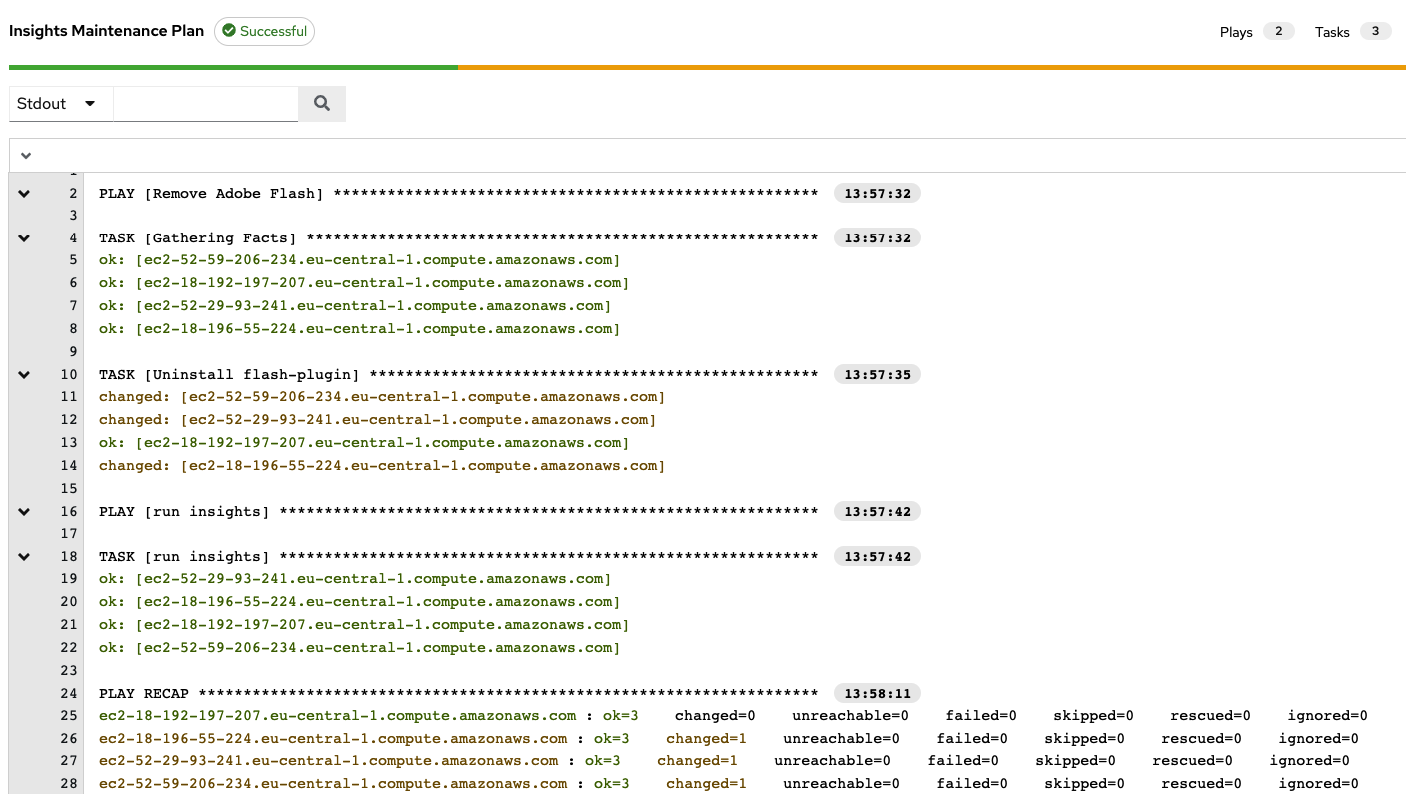 Insights Maintenance Plan Successful Plays 2 Tasks 3
Stdout
1
2 PLAY [Remove Adobe Flash] ****************************************************** 13:57:32
3
4 TASK [Gathering Facts] ********************************************************* 13:57:32
5 ok: [ec2-52-59-206-234.eu-central-1.compute.amazonaws.com]
6 ok: [ec2-18-192-197-207.eu-central-1.compute.amazonaws.com]
7 ok: [ec2-52-29-93-241.eu-central-1.compute.amazonaws.com]
8 ok: [ec2-18-196-55-224.eu-central-1.compute.amazonaws.com]
9
10 TASK [Uninstall flash-plugin] ************************************************** 13:57:35
11 changed: [ec2-52-59-206-234.eu-central-1.compute.amazonaws.com]
12 changed: [ec2-52-29-93-241.eu-central-1.compute.amazonaws.com]
13 ok: [ec2-18-192-197-207.eu-central-1.compute.amazonaws.com]
14 changed: [ec2-18-196-55-224.eu-central-1.compute.amazonaws.com]
15
16 PLAY [run insights] ************************************************************ 13:57:42
17
18 TASK [run insights] ************************************************************ 13:57:42
19 ok: [ec2-52-29-93-241.eu-central-1.compute.amazonaws.com]
20 ok: [ec2-18-196-55-224.eu-central-1.compute.amazonaws.com]
21 ok: [ec2-18-192-197-207.eu-central-1.compute.amazonaws.com]
22 ok: [ec2-52-59-206-234.eu-central-1.compute.amazonaws.com]
23
24 PLAY RECAP ********************************************************************* 13:58:11
25 ec2-18-192-197-207.eu-central-1.compute.amazonaws.com : ok=3 changed=0 unreachable=0 failed=0 skipped=0 rescued=0 ignored=0
26 ec2-18-196-55-224.eu-central-1.compute.amazonaws.com : ok=3 changed=1 unreachable=0 failed=0 skipped=0 rescued=0 ignored=0
27 ec2-52-29-93-241.eu-central-1.compute.amazonaws.com : ok=3 changed=1 unreachable=0 failed=0 skipped=0 rescued=0 ignored=0
28 ec2-52-59-206-234.eu-central-1.compute.amazonaws.com : ok=3 changed=1 unreachable=0 failed=0 skipped=0 rescued=0 ignored=0